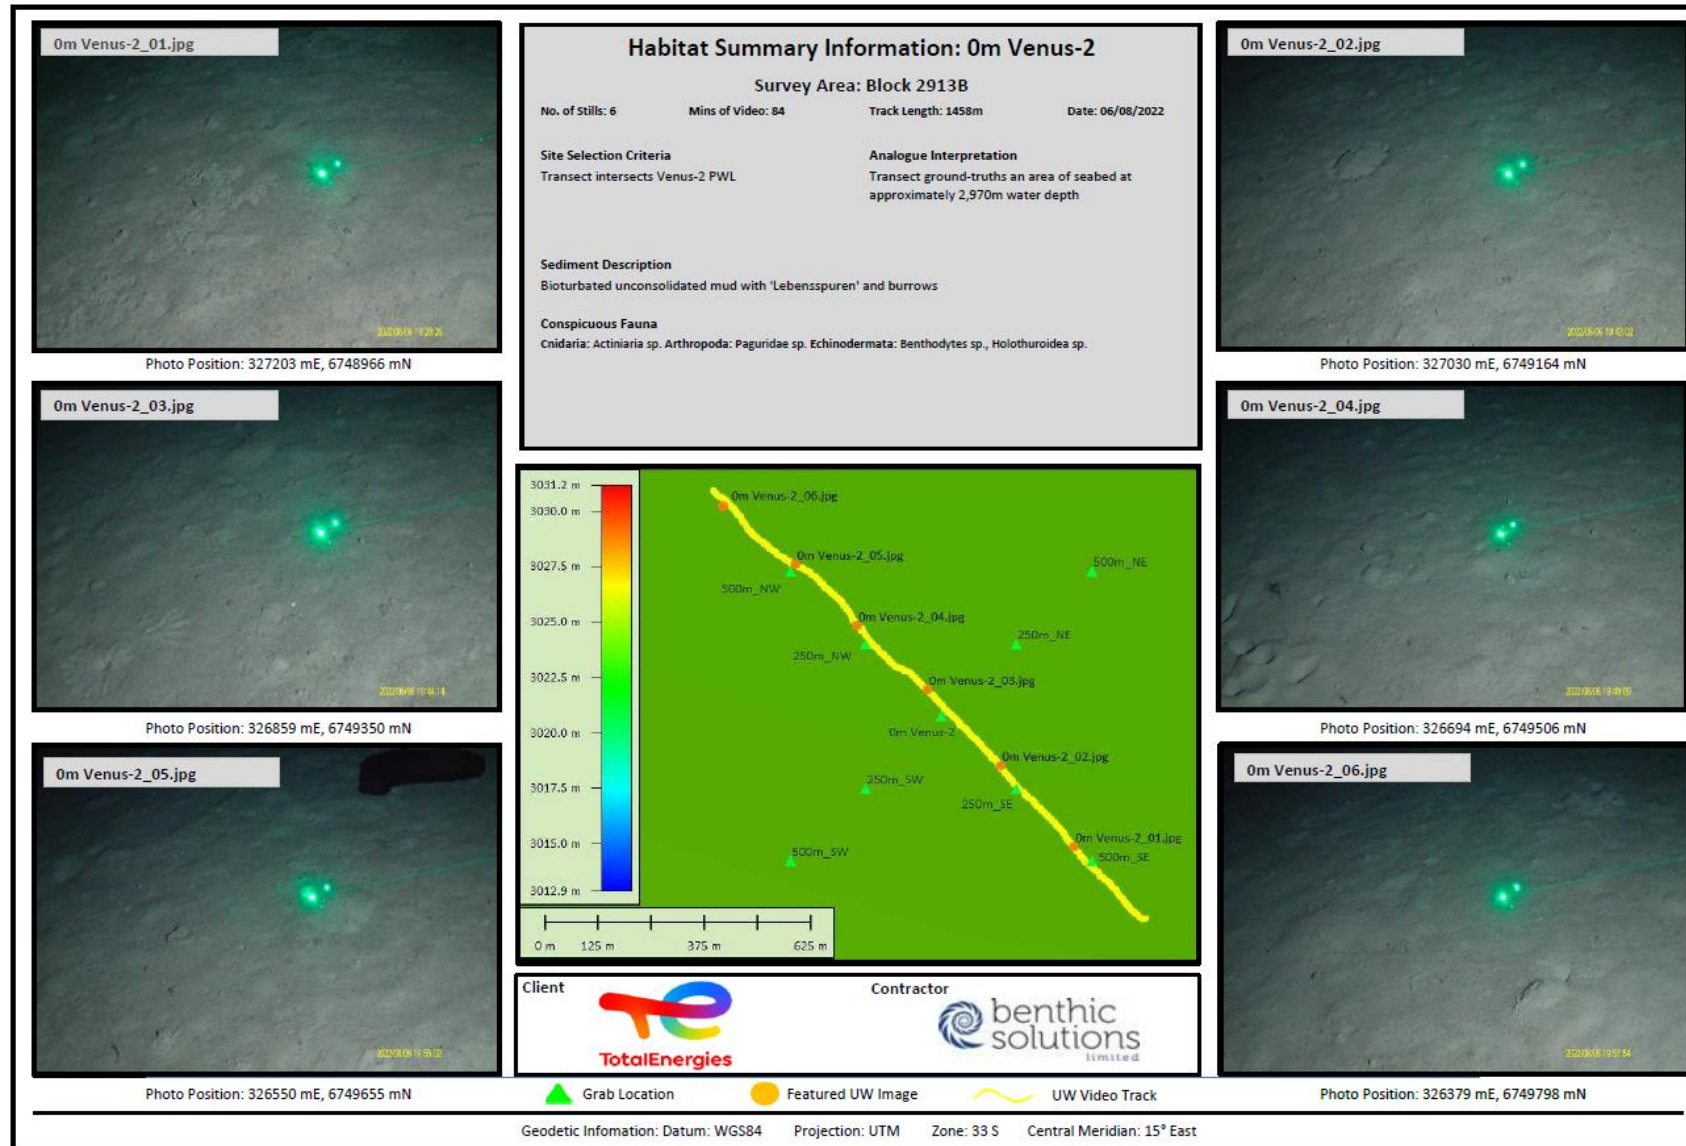 0m Venus-2_01.jpg
Photo Position: 327203 mE, 6748966 mN
0m Venus-2_03.jpg
Photo Position: 326859 mE, 6749350 mN
0m Venus-2_05.jpg
Photo Position: 326550 mE, 6749655 mN
Habitat Summary Information: 0m Venus-2
Survey Area: Block 2913B
No. of Stills: 6 Mins of Video: 84 Track Length: 1458m Date: 06/08/2022
Site Selection Criteria
Transect intersects Venus-2 PWL
Analogue Interpretation
Transect ground-truths an area of seabed at
approximately 2,970m water depth
Sediment Description
Bioturbated unconsolidated mud with 'Lebensspuren' and burrows
Conspicuous Fauna
Cnidaria: Actiniaria sp. Arthropoda: Paguridae sp. Echinodermata: Benthodytes sp., Holothuroidea sp.
3031.2 m
3030.0 m
3027.5 m
3025.0 m
3022.5 m
3020.0 m
3017.5 m
3015.0 m
3012.9 m
0 m 125 m 375 m 625 m
0m Venus-2_06.jpg
0m Venus-2_05.jpg
500m_NE
500m_NW
0m Venus-2_04.jpg
250m_NE
250m_NW
0m Venus-2_03.jpg
0m Venus-2
0m Venus-2_02.jpg
250m_SW
250m_SE
0m Venus-2_01.jpg
500m_SW
500m_SE
Client
TotalEnergies
Contractor
benthic
solutions
limited
0m Venus-2_02.jpg
2022/08/06 19:43:02
Photo Position: 327030 mE, 6749164 mN
0m Venus-2_04.jpg
Photo Position: 326694 mE, 6749506 mN
0m Venus-2_06.jpg
Photo Position: 326379 mE, 6749798 mN
Grab Location Featured UW Image UW Video Track
Geodetic Infomation: Datum: WGS84 Projection: UTM Zone: 33 S Central Meridian: 15° East